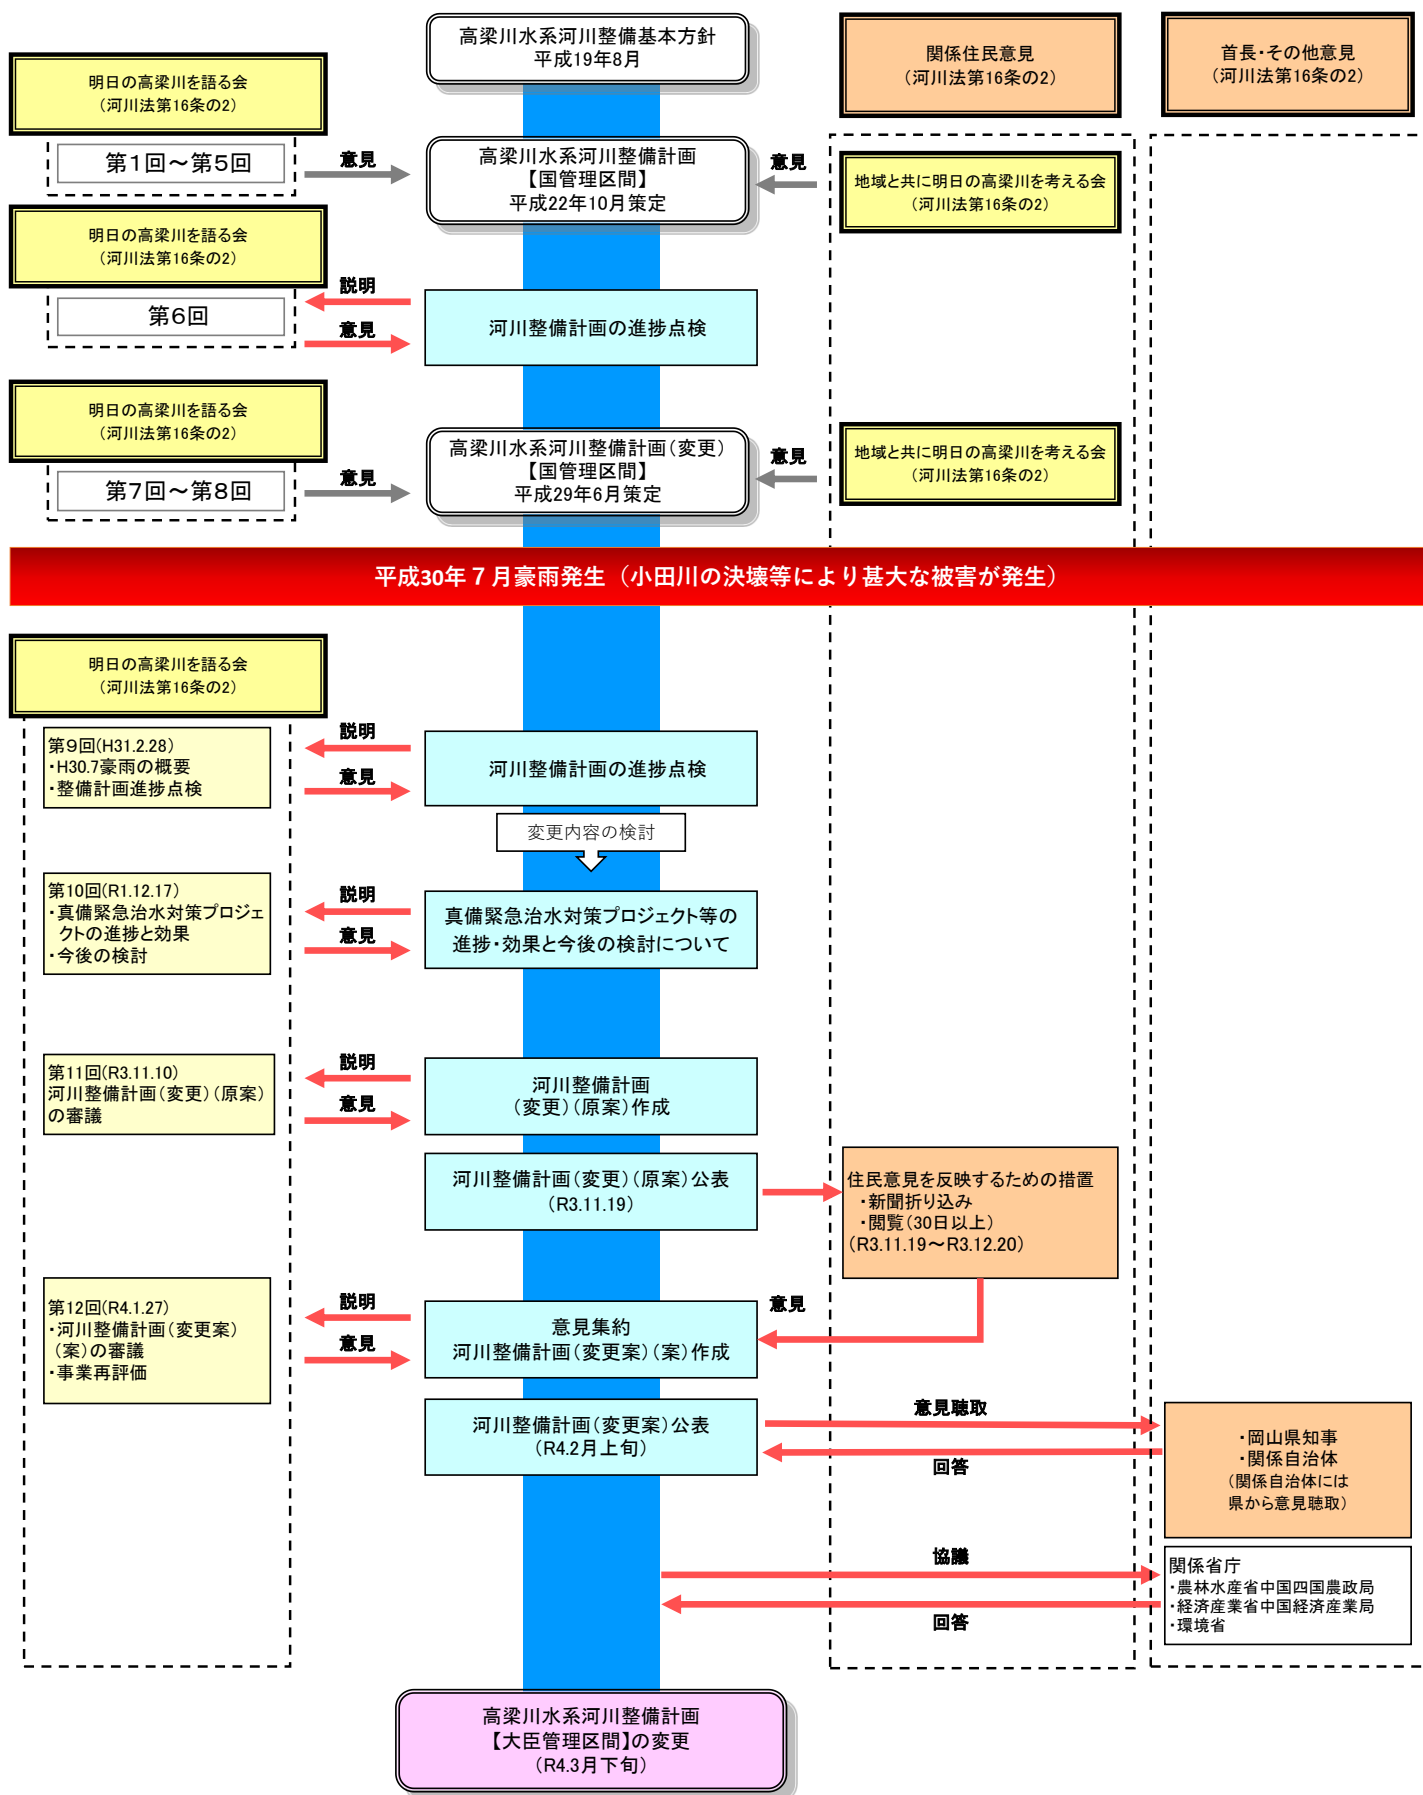 高梁川水系河川整備基本方針
平成19年8月
関係住民意見
（河川法第16条の2）
首長・その他意見
（河川法第16条の2）
明日の高梁川を語る会
（河川法第16条の2）
第1回～第5回
意見
高梁川水系河川整備計画
【国管理区間】
平成22年10月策定
意見
地域と共に明日の高梁川を考える会
（河川法第16条の2）
明日の高梁川を語る会
（河川法第16条の2）
第6回
説明
意見
河川整備計画の進捗点検
明日の高梁川を語る会
（河川法第16条の2）
第7回～第8回
意見
高梁川水系河川整備計画（変更）
【国管理区間】
平成29年6月策定
意見
地域と共に明日の高梁川を考える会
（河川法第16条の2）
平成30年７月豪雨発生（小田川の決壊等により甚大な被害が発生）
明日の高梁川を語る会
（河川法第16条の2）
第9回(H31.2.28)
・H30.7豪雨の概要
・整備計画進捗点検
説明
意見
河川整備計画の進捗点検
変更内容の検討
第10回(R1.12.17)
・真備緊急治水対策プロジェ
クトの進捗と効果
・今後の検討
説明
意見
真備緊急治水対策プロジェクト等の
進捗・効果と今後の検討について
第11回(R3.11.10)
河川整備計画（変更）（原案）
の審議
説明
意見
河川整備計画
（変更）（原案）作成
河川整備計画（変更）（原案）公表
（R3.11.19）
住民意見を反映するための措置
・新聞折り込み
・閲覧（30日以上）
（R3.11.19～R3.12.20）
第12回(R4.1.27)
・河川整備計画（変更案）
（案）の審議
・事業再評価
説明
意見
意見集約
河川整備計画（変更案）（案）作成
意見
河川整備計画（変更案）公表
（R4.2月上旬）
意見聴取
回答
・岡山県知事
・関係自治体
（関係自治体には
県から意見聴取）
協議
回答
関係省庁
・農林水産省中国四国農政局
・経済産業省中国経済産業局
・環境省
高梁川水系河川整備計画
【大臣管理区間】の変更
（R4.3月下旬）